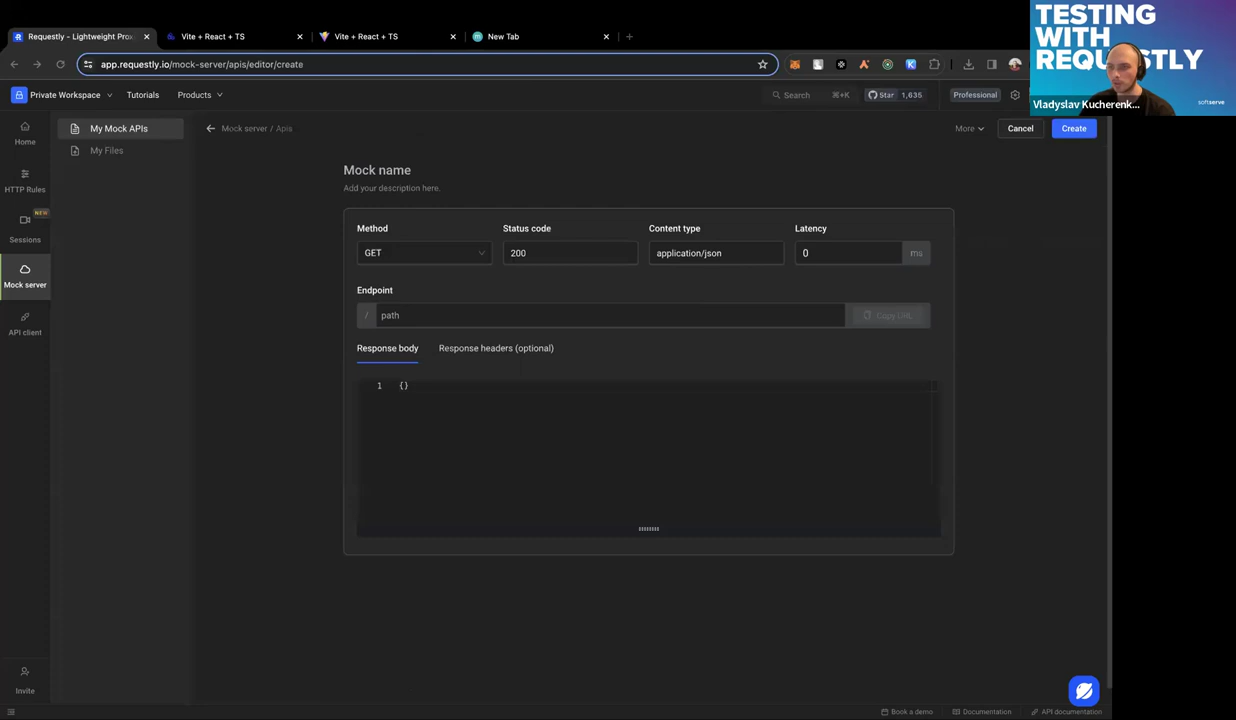 Requestly - Lightweight Prox
Vite + React + TS
Vite + React + TS
New Tab
app.requestly.io/mock-server/apis/editor/create
TESTING
WITH
REQUESTLY
Vladyslav Kucherenk...
softserve
Private Workspace
Tutorials
Products
Search
⌘+K
Star
1,635
Professional
My Mock APIs
My Files
Home
HTTP Rules
NEW
Sessions
Mock server
API client
Invite
Mock server / Apis
More
Cancel
Create
Mock name
Add your description here.
Method
Status code
Content type
Latency
GET
200
application/json
0
ms
Endpoint
/
path
Copy URL
Response body
Response headers (optional)
1
{}
Book a demo
Documentation
API documentation